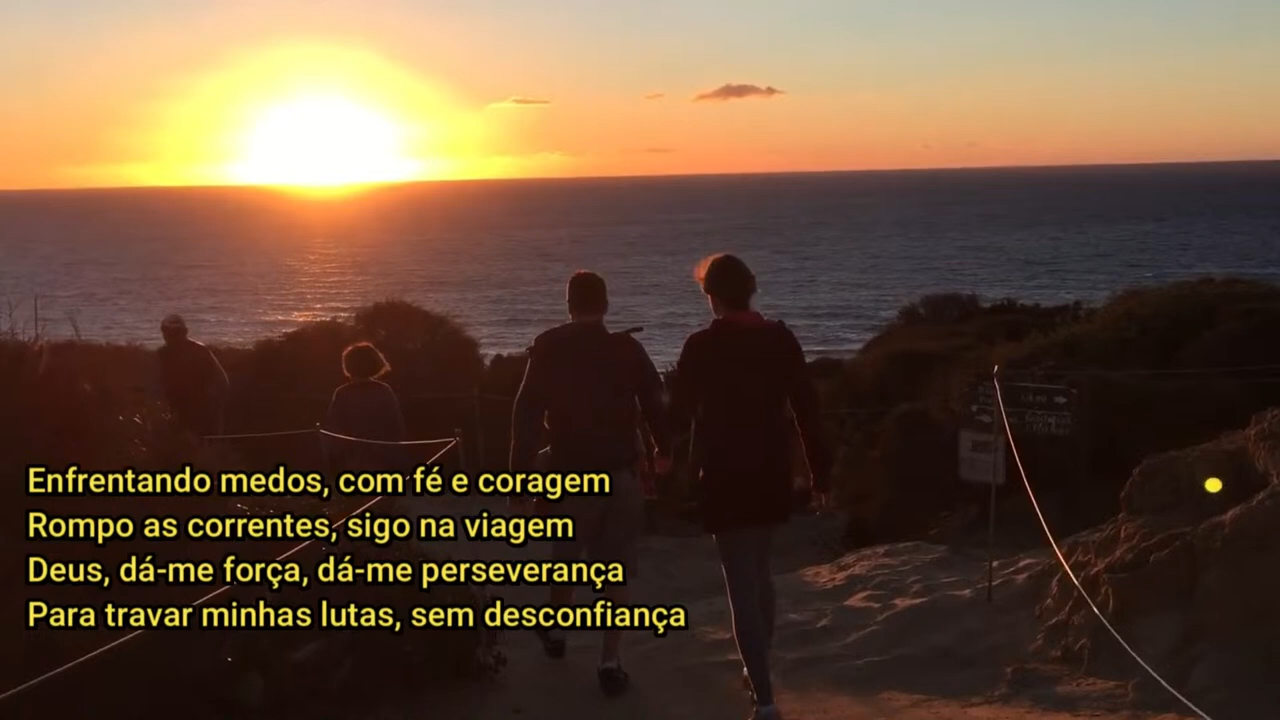 Enfrentando medos, com fé e coragem
Rompo as correntes, sigo na viagem
Deus, dá-me força, dá-me perseverança
Para travar minhas lutas, sem desconfiança